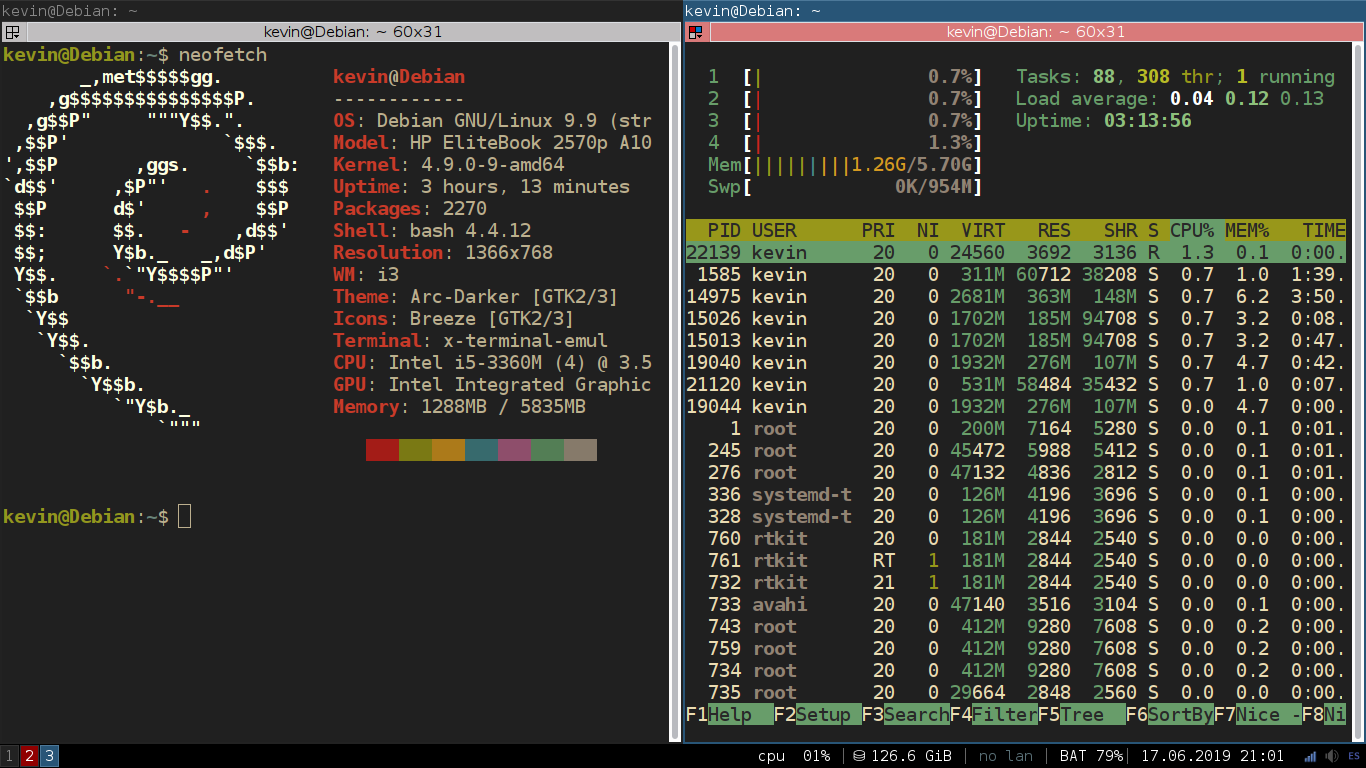 kevin@Debian: ~
kevin@Debian: ~ 60x31
kevin@Debian:~$ neofetch
_,met$$$$$gg.
,g$$$$$$$$$$$$$$$P.
,g$$P" """Y$$.".
,$$P' `$$$.
',$$P ,ggs. `$$b:
`d$$' ,$P"' . $$$
$$P d$' , $$P
$$: $$. - ,d$$'
$$; Y$b._ _,d$P'
Y$$. `.`"Y$$$$P"'
`$$b "-.__
`Y$$
`Y$$.
`$$b.
`Y$$b.
`"Y$b._
`"""
kevin@Debian
------------
OS: Debian GNU/Linux 9.9 (str
Model: HP EliteBook 2570p A10
Kernel: 4.9.0-9-amd64
Uptime: 3 hours, 13 minutes
Packages: 2270
Shell: bash 4.4.12
Resolution: 1366x768
WM: i3
Theme: Arc-Darker [GTK2/3]
Icons: Breeze [GTK2/3]
Terminal: x-terminal-emul
CPU: Intel i5-3360M (4) @ 3.5
GPU: Intel Integrated Graphic
Memory: 1288MB / 5835MB
kevin@Debian:~$
kevin@Debian: ~
kevin@Debian: ~ 60x31
1 [| 0.7%] Tasks: 88, 308 thr; 1 running
2 [| 0.7%] Load average: 0.04 0.12 0.13
3 [| 0.7%] Uptime: 03:13:56
4 [| 1.3%]
Mem[|||||||||1.26G/5.70G]
Swp[ 0K/954M]
PID USER PRI NI VIRT RES SHR S CPU% MEM% TIME
22139 kevin 20 0 24560 3692 3136 R 1.3 0.1 0:00.
1585 kevin 20 0 311M 60712 38208 S 0.7 1.0 1:39.
14975 kevin 20 0 2681M 363M 148M S 0.7 6.2 3:50.
15026 kevin 20 0 1702M 185M 94708 S 0.7 3.2 0:08.
15013 kevin 20 0 1702M 185M 94708 S 0.7 3.2 0:47.
19040 kevin 20 0 1932M 276M 107M S 0.7 4.7 0:42.
21120 kevin 20 0 531M 58484 35432 S 0.7 1.0 0:07.
19044 kevin 20 0 1932M 276M 107M S 0.0 4.7 0:00.
1 root 20 0 200M 7164 5280 S 0.0 0.1 0:01.
245 root 20 0 45472 5988 5412 S 0.0 0.1 0:01.
276 root 20 0 47132 4836 2812 S 0.0 0.1 0:01.
336 systemd-t 20 0 126M 4196 3696 S 0.0 0.1 0:00.
328 systemd-t 20 0 126M 4196 3696 S 0.0 0.1 0:00.
760 rtkit 20 0 181M 2844 2540 S 0.0 0.0 0:00.
761 rtkit RT 1 181M 2844 2540 S 0.0 0.0 0:00.
732 rtkit 21 1 181M 2844 2540 S 0.0 0.0 0:00.
733 avahi 20 0 47140 3516 3104 S 0.0 0.1 0:00.
743 root 20 0 412M 9280 7608 S 0.0 0.2 0:00.
759 root 20 0 412M 9280 7608 S 0.0 0.2 0:00.
734 root 20 0 412M 9280 7608 S 0.0 0.2 0:00.
735 root 20 0 29664 2848 2560 S 0.0 0.0 0:00.
F1Help F2Setup F3SearchF4FilterF5Tree F6SortByF7Nice -F8Ni
1 2 3 cpu 01% | 126.6 GiB | no lan | BAT 79%| 17.06.2019 21:01 ES